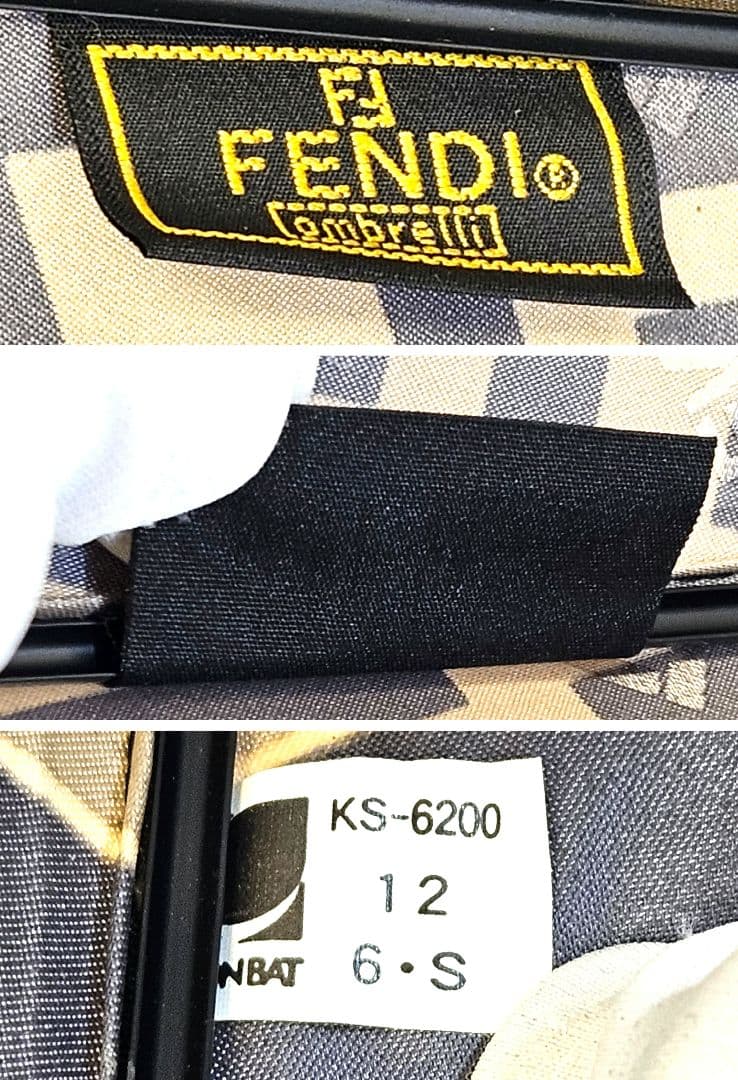 FF
FENDI®
ombrelli
KS-6200
12
6・S
NBAT